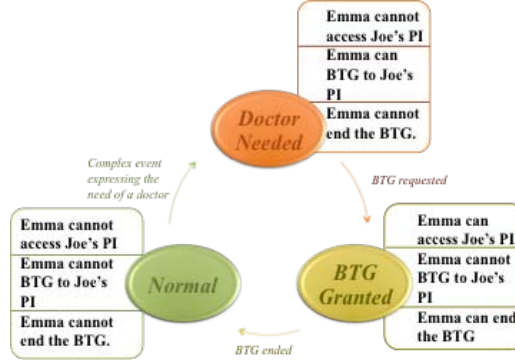 Emma cannot
access Joe's PI
Emma can
BTG to Joe's
PI
Emma cannot
end the BTG.
Doctor
Needed
Complex event
expressing the
need of a doctor
BTG requested
Emma cannot
access Joe's PI
Emma cannot
BTG to Joe's
PI
Emma cannot
end the BTG.
Normal
BTG
Granted
Emma can
access Joe's PI
Emma cannot
BTG to Joe's
PI
Emma can end
the BTG
BTG ended